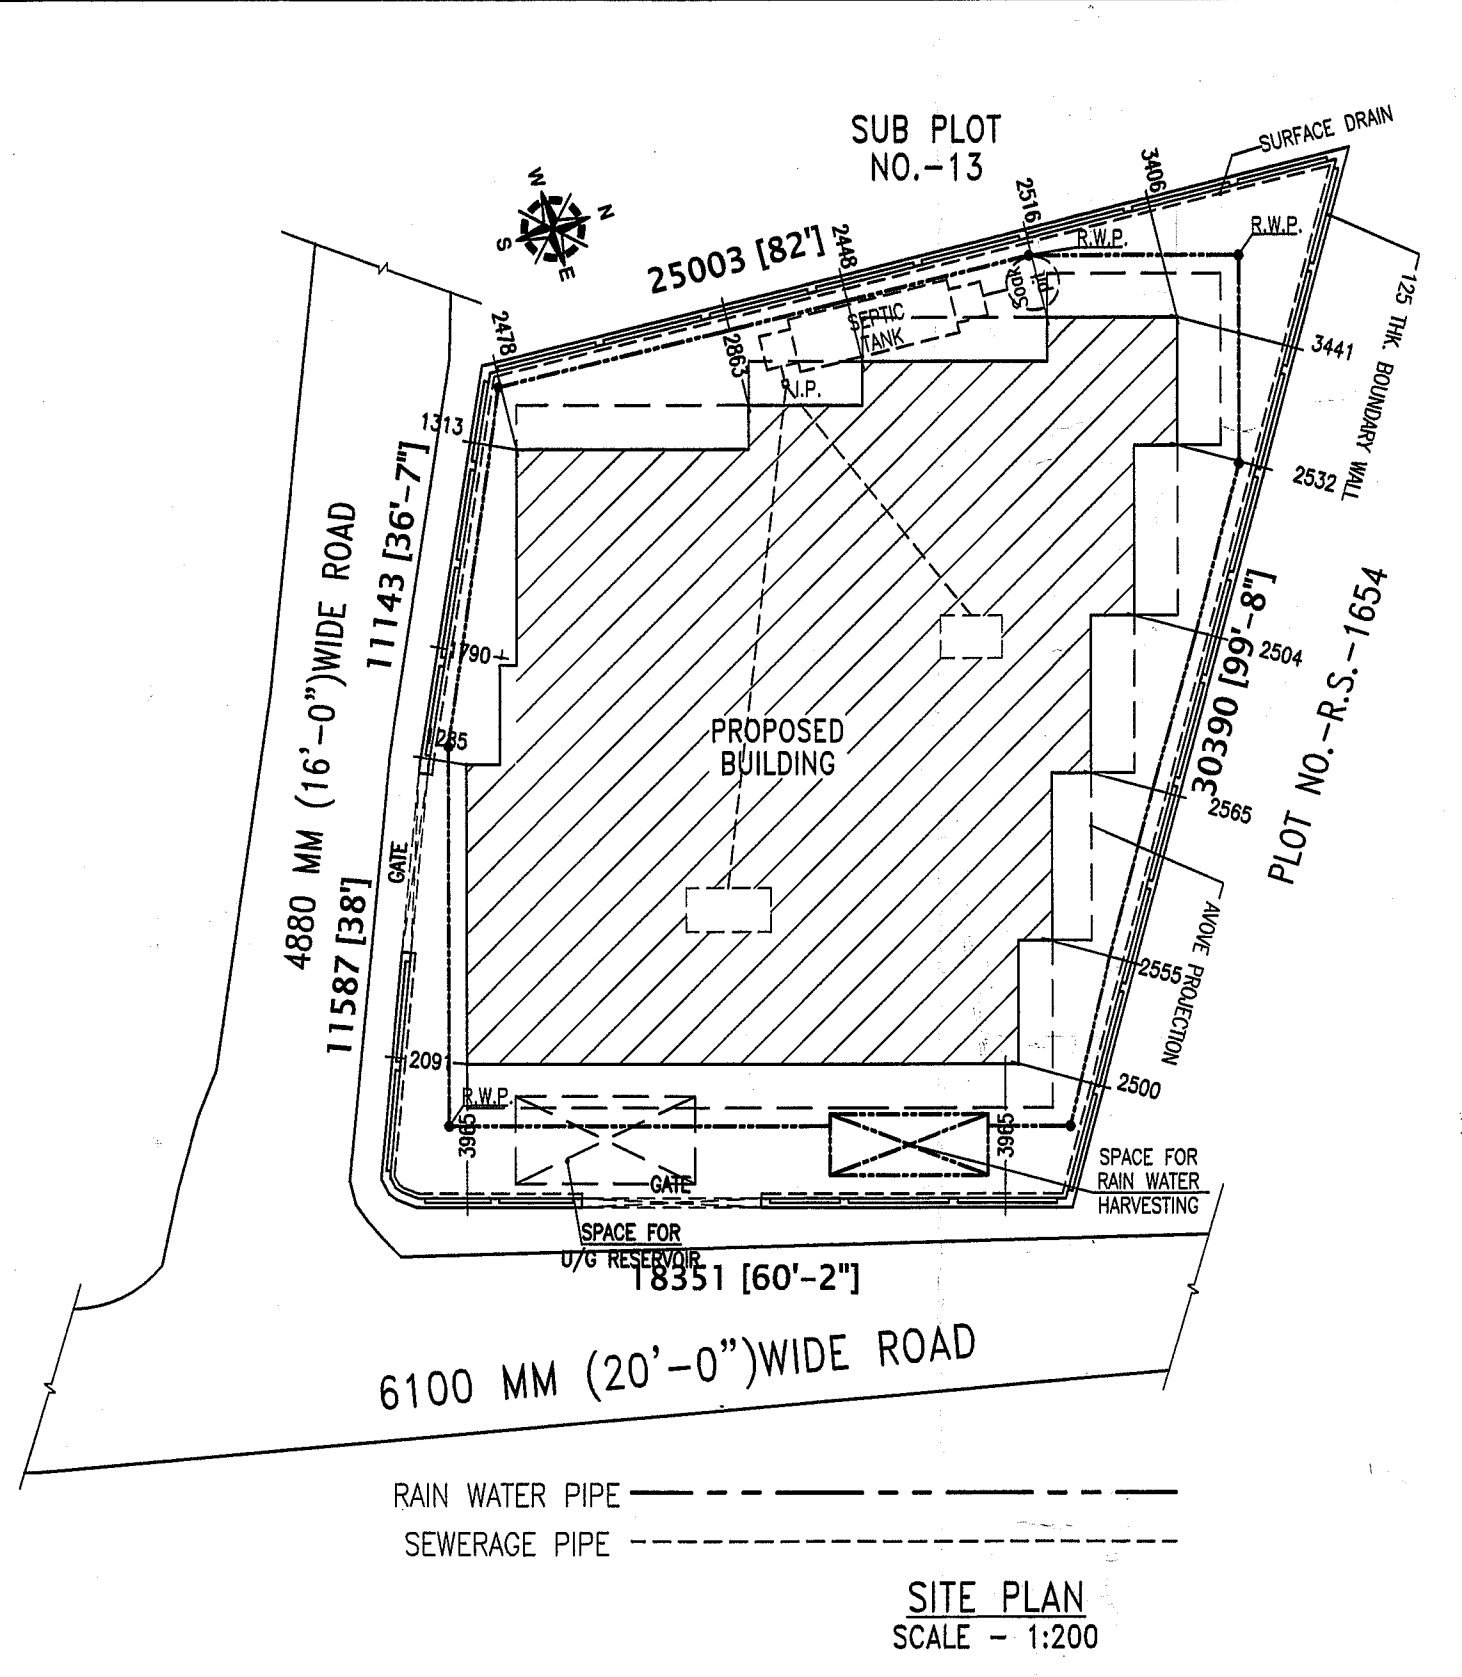 SUB PLOT
NO.-13
SURFACE DRAIN
W
N
S
E
25003 [82']
2448
2516
3406
R.W.P.
R.W.P.
2478
2863
SEPTIC
TANK
I.P.
3441
125 THK. BOUNDARY WALL
1313
2532
11143 [36'-7"]
4880 MM (16'-0")WIDE ROAD
1790
2504
30390 [99'-8"]
PLOT NO.-R.S.-1654
PROPOSED
BUILDING
2565
GATE
11587 [38']
AVOVE PROJECTION
2555
2091
2500
R.W.P.
3965
3965
GATE
SPACE FOR
RAIN WATER
HARVESTING
SPACE FOR
U/G RESERVOIR
18351 [60'-2"]
6100 MM (20'-0")WIDE ROAD
RAIN WATER PIPE
SEWERAGE PIPE
SITE PLAN
SCALE - 1:200